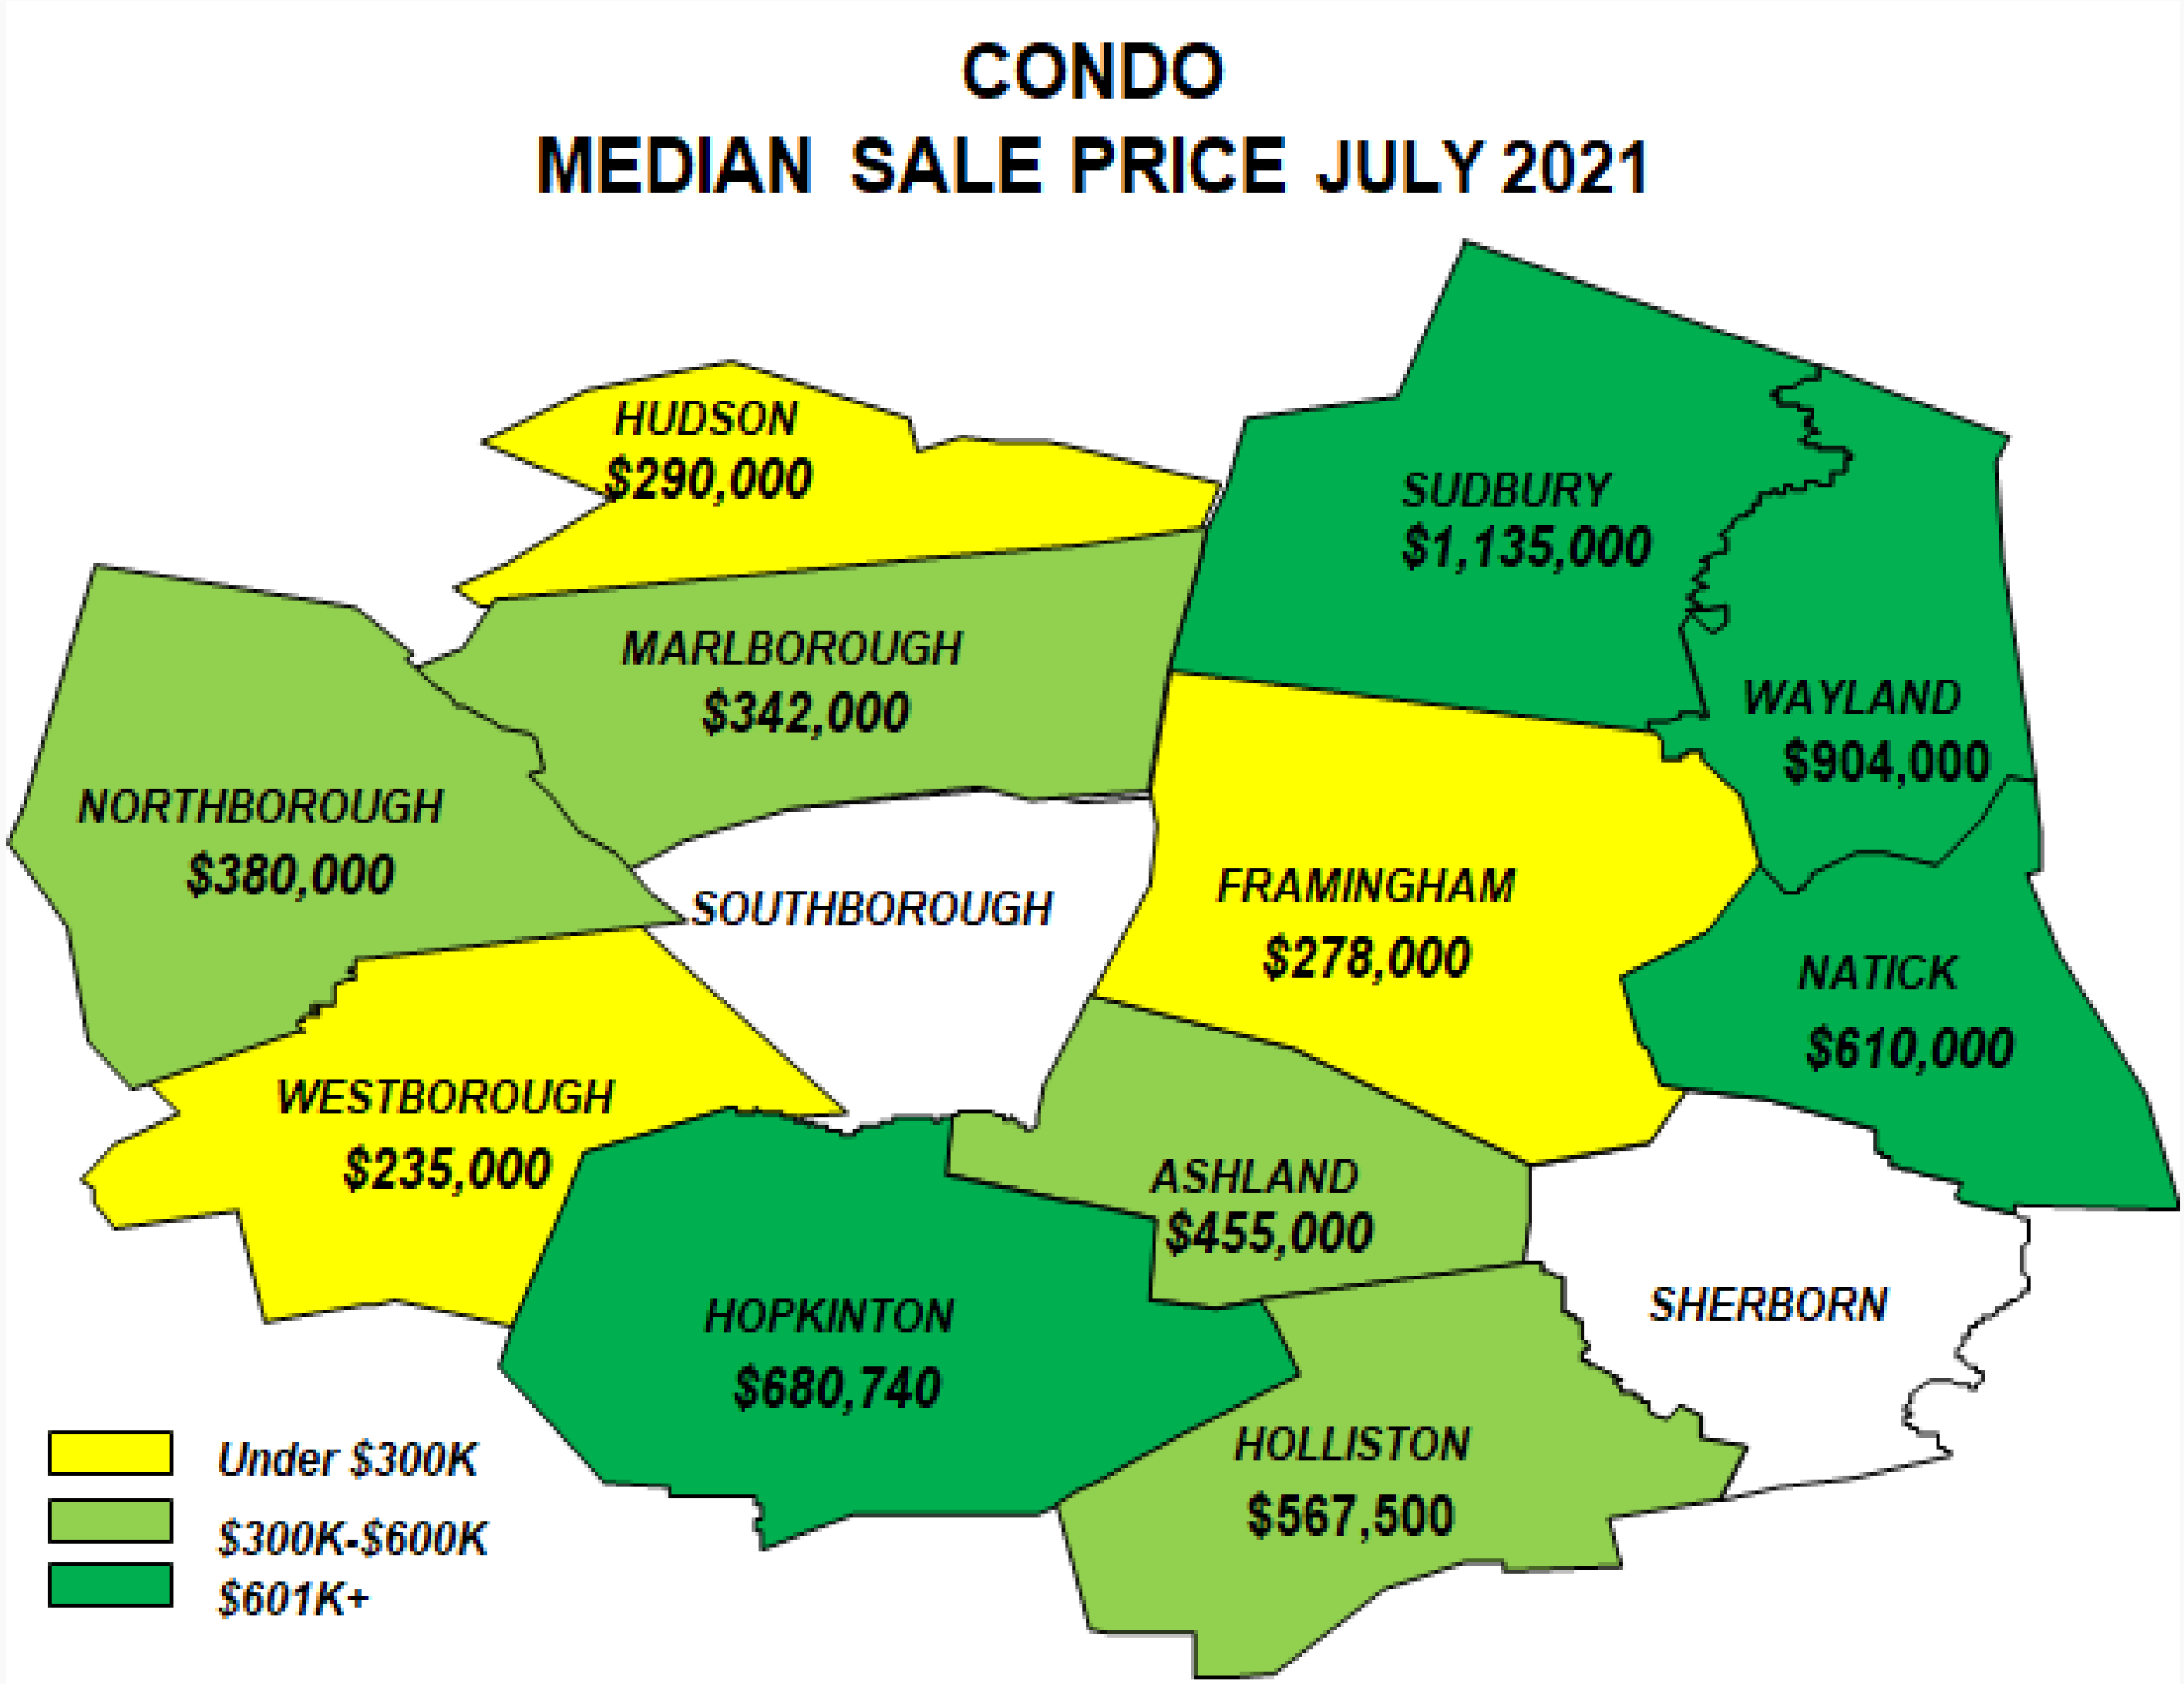 CONDO
MEDIAN SALE PRICE JULY 2021
HUDSON
$290,000
SUDBURY
$1,135,000
MARLBOROUGH
$342,000
WAYLAND
$904,000
NORTHBOROUGH
$380,000
SOUTHBOROUGH
FRAMINGHAM
$278,000
NATICK
$610,000
WESTBOROUGH
$235,000
ASHLAND
$455,000
HOPKINTON
$680,740
SHERBORN
HOLLISTON
$567,500
Under $300K
$300K-$600K
$601K+